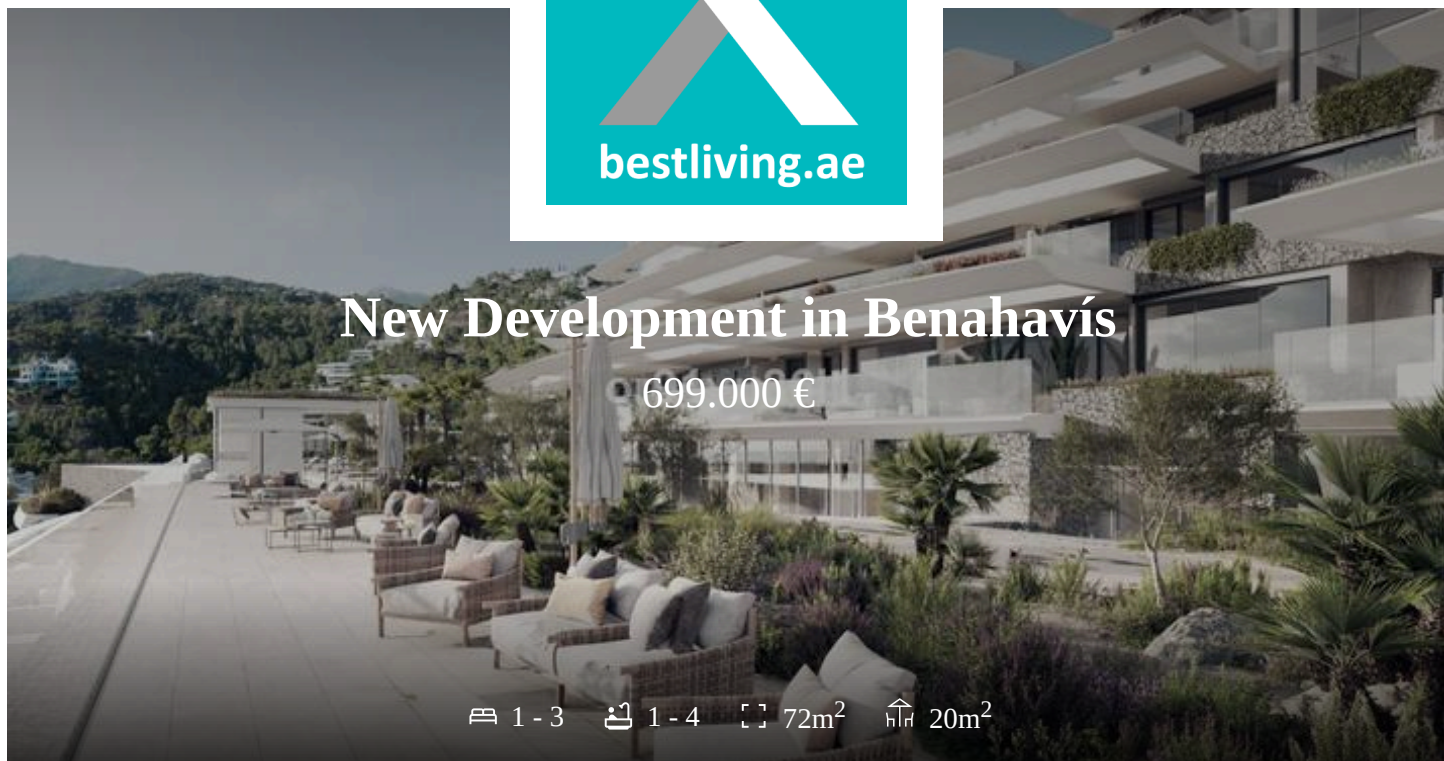 bestliving.ae
New Development in Benahavís
699.000 €
1 - 3 1 - 4 72m² 20m²